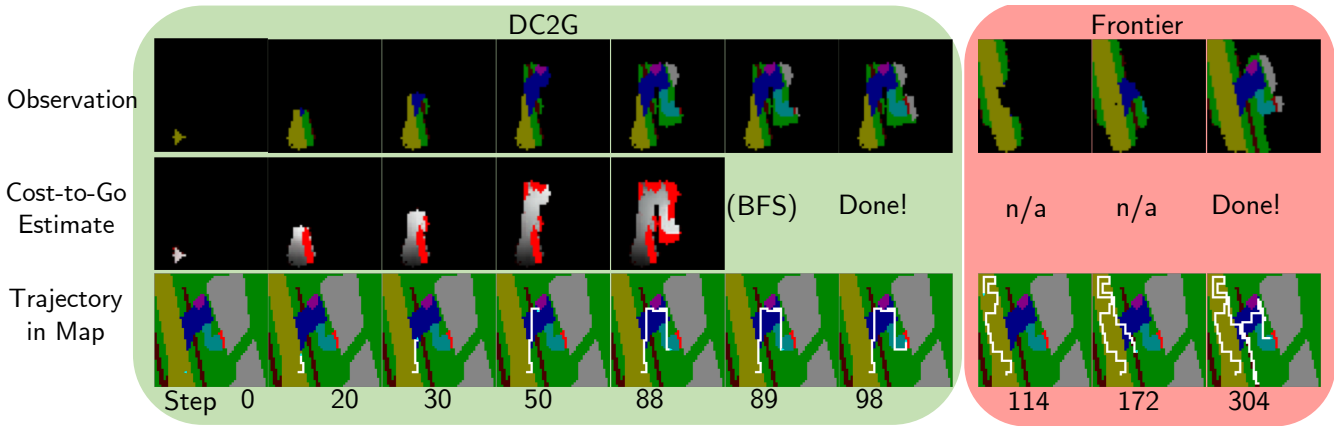 DC2G
Frontier
Observation
Cost-to-Go
Estimate
(BFS)
Done!
n/a
n/a
Done!
Trajectory
in Map
Step 0 20 30 50 88 89 98
114 172 304